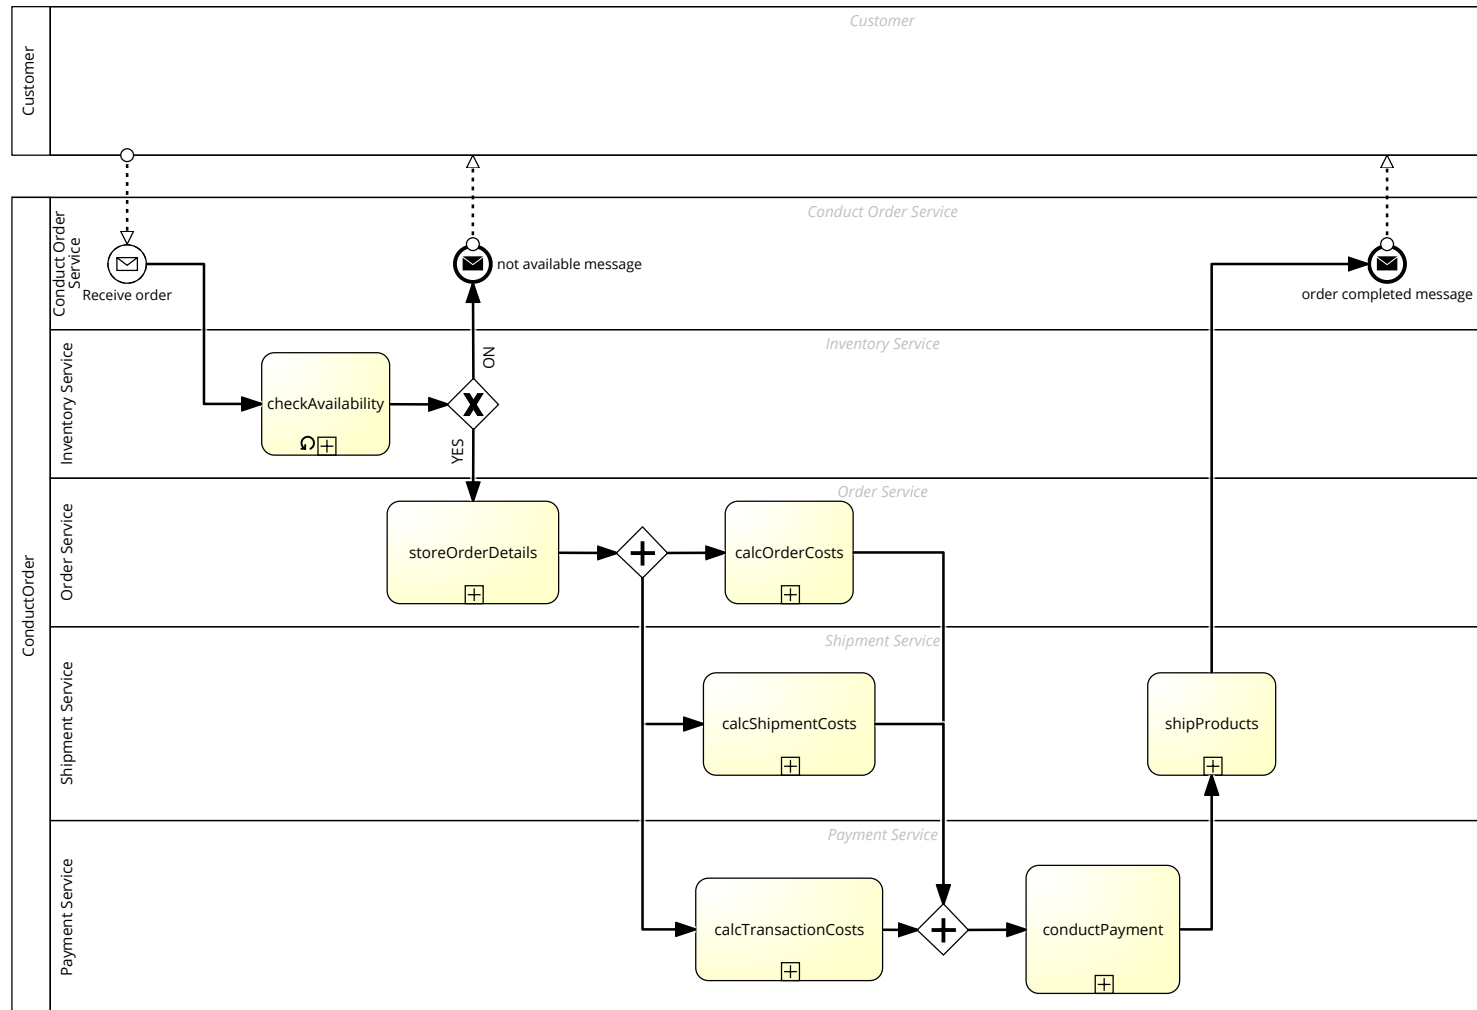 Customer
Customer
Conduct Order Service
Conduct Order
Service
Receive order
not available message
order completed message
Inventory Service
Inventory Service
checkAvailability
ON
YES
ConductOrder
Order Service
Order Service
storeOrderDetails
calcOrderCosts
Shipment Service
Shipment Service
calcShipmentCosts
shipProducts
Payment Service
Payment Service
calcTransactionCosts
conductPayment